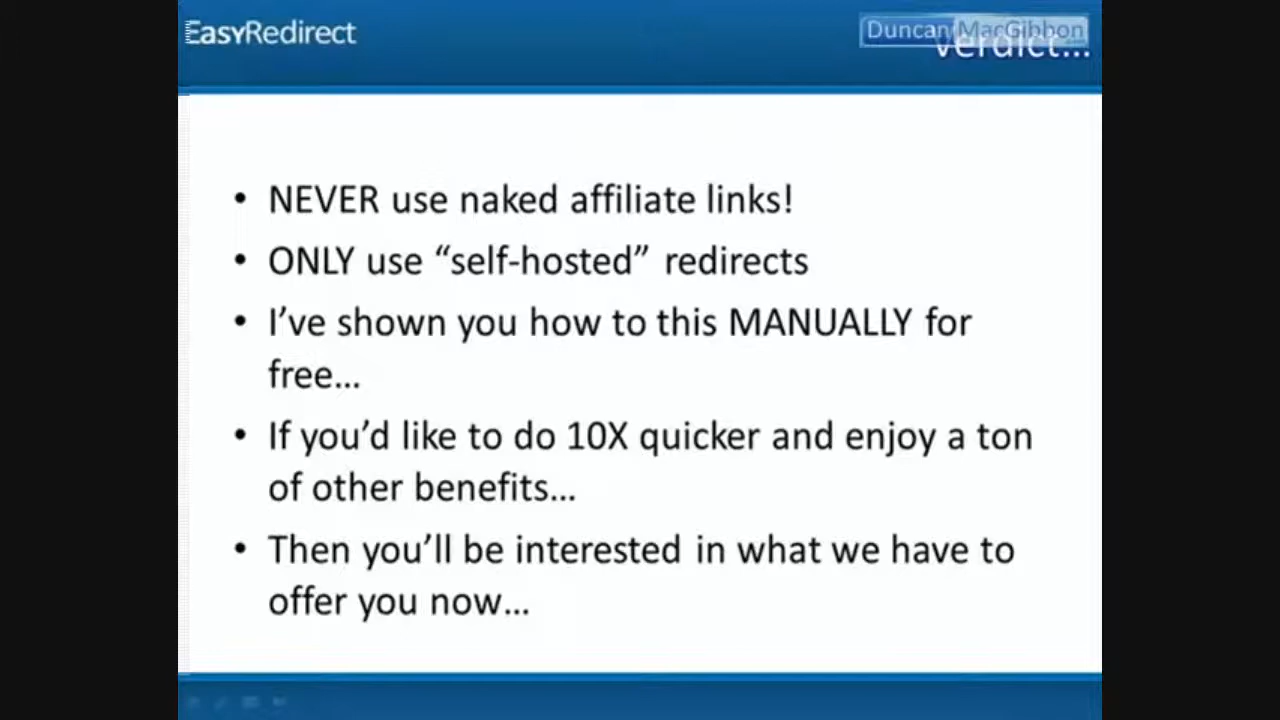 EasyRedirect
Duncan MacGibbon
verdict...
• NEVER use naked affiliate links!
• ONLY use “self-hosted” redirects
• I’ve shown you how to this MANUALLY for
free...
• If you’d like to do 10X quicker and enjoy a ton
of other benefits...
• Then you’ll be interested in what we have to
offer you now...